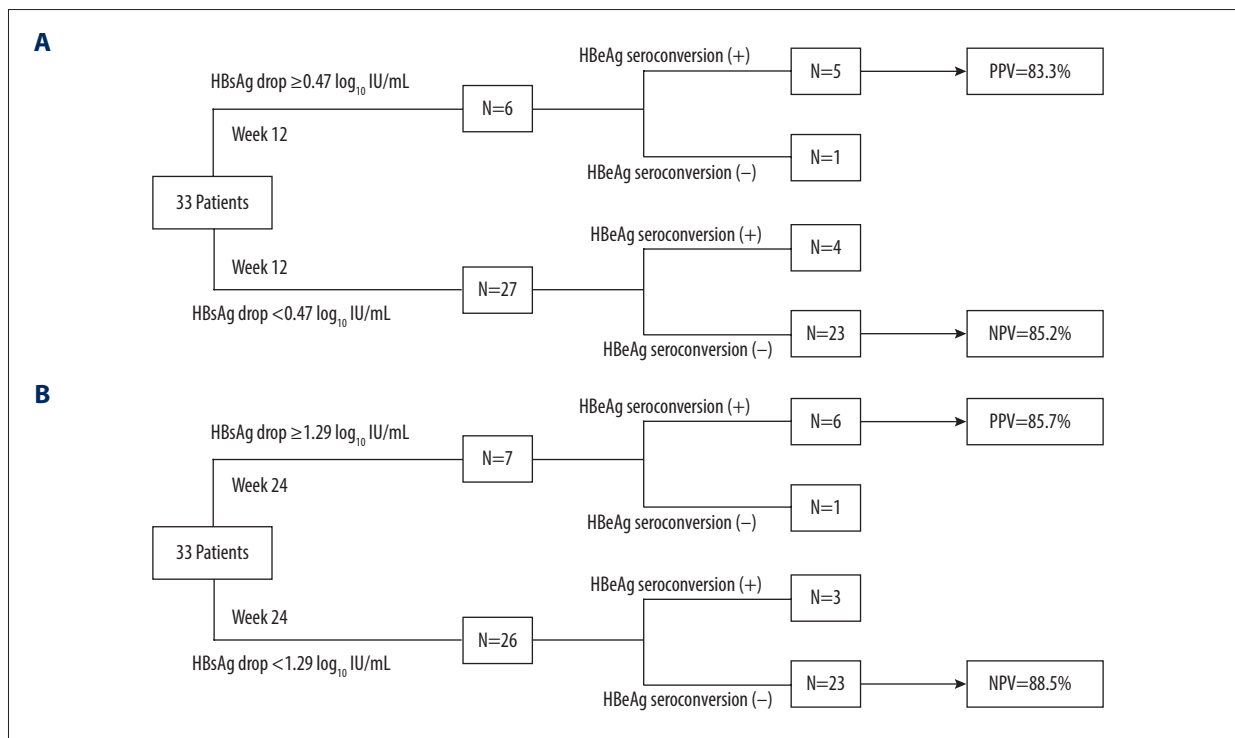 A
HBsAg drop ≥0.47 log10 IU/mL
Week 12
33 Patients
Week 12
HBsAg drop <0.47 log10 IU/mL
N=6
HBeAg seroconversion (+)
N=5
PPV=83.3%
N=1
HBeAg seroconversion (–)
N=27
HBeAg seroconversion (+)
N=4
N=23
NPV=85.2%
HBeAg seroconversion (–)
B
HBsAg drop ≥1.29 log10 IU/mL
Week 24
33 Patients
Week 24
HBsAg drop <1.29 log10 IU/mL
N=7
HBeAg seroconversion (+)
N=6
PPV=85.7%
N=1
HBeAg seroconversion (–)
N=26
HBeAg seroconversion (+)
N=3
N=23
NPV=88.5%
HBeAg seroconversion (–)